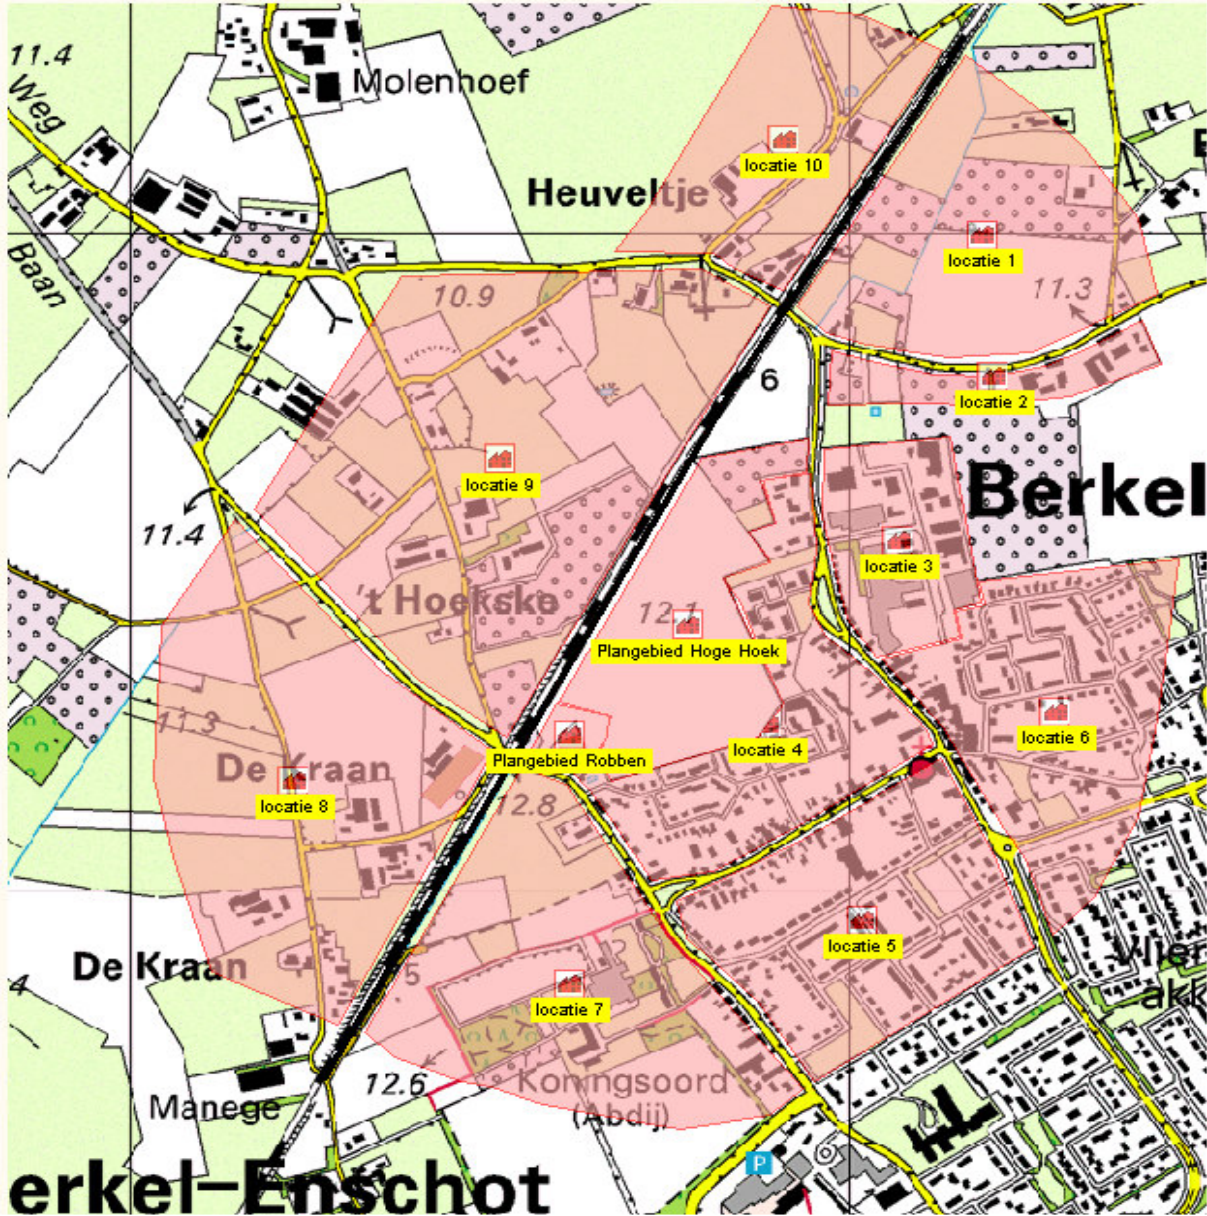 11.4
Weg
Molenhoef
locatie 10
Heuveltje
Baan
locatie 1
10.9
11.3
6
locatie 2
locatie 9
Berkel
11.4
locatie 3
't Hoekske
12.1
Plangebied Hoge Hoek
11.3
locatie 6
locatie 4
Plangebied Robben
De Kraan
locatie 8
12.8
locatie 5
De Kraan
5
locatie 7
akk
4
12.6
Koningsoord
(Abdij)
Manege
P
erkel-Enschot